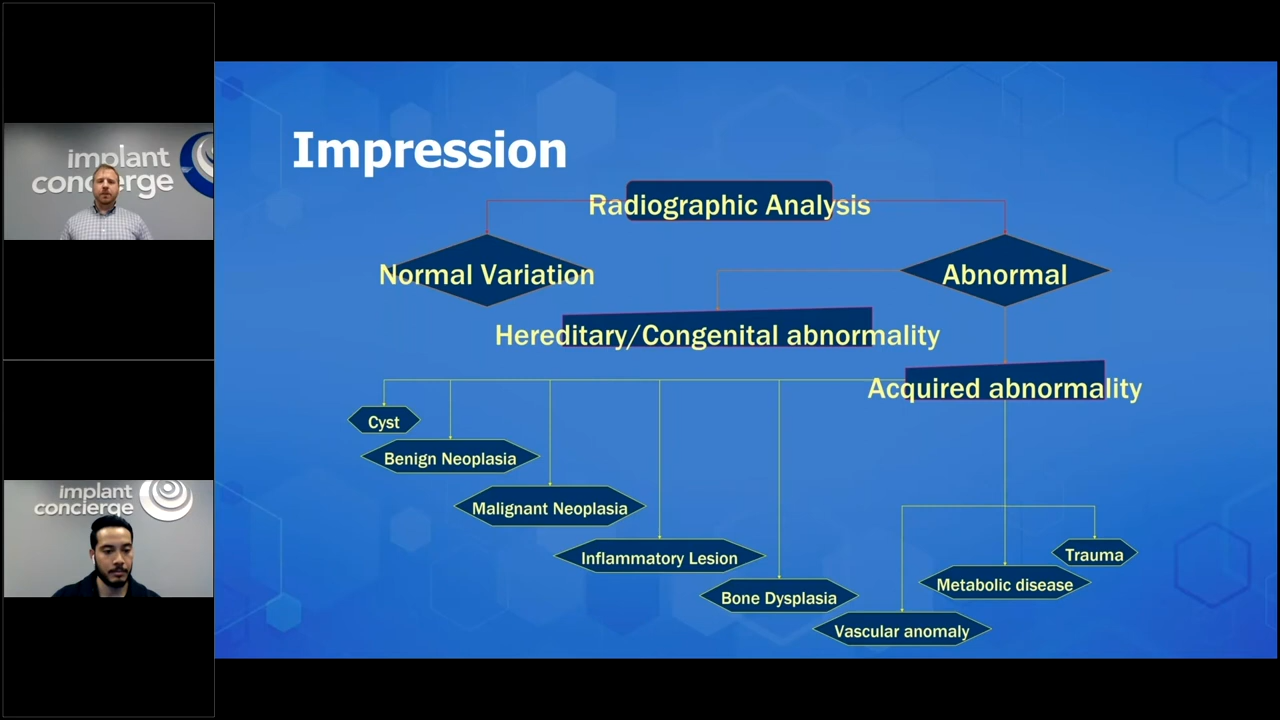 implant
concierge
implant
concierge
Impression
Radiographic Analysis
Normal Variation
Abnormal
Hereditary/Congenital abnormality
Acquired abnormality
Cyst
Benign Neoplasia
Malignant Neoplasia
Inflammatory Lesion
Bone Dysplasia
Trauma
Metabolic disease
Vascular anomaly